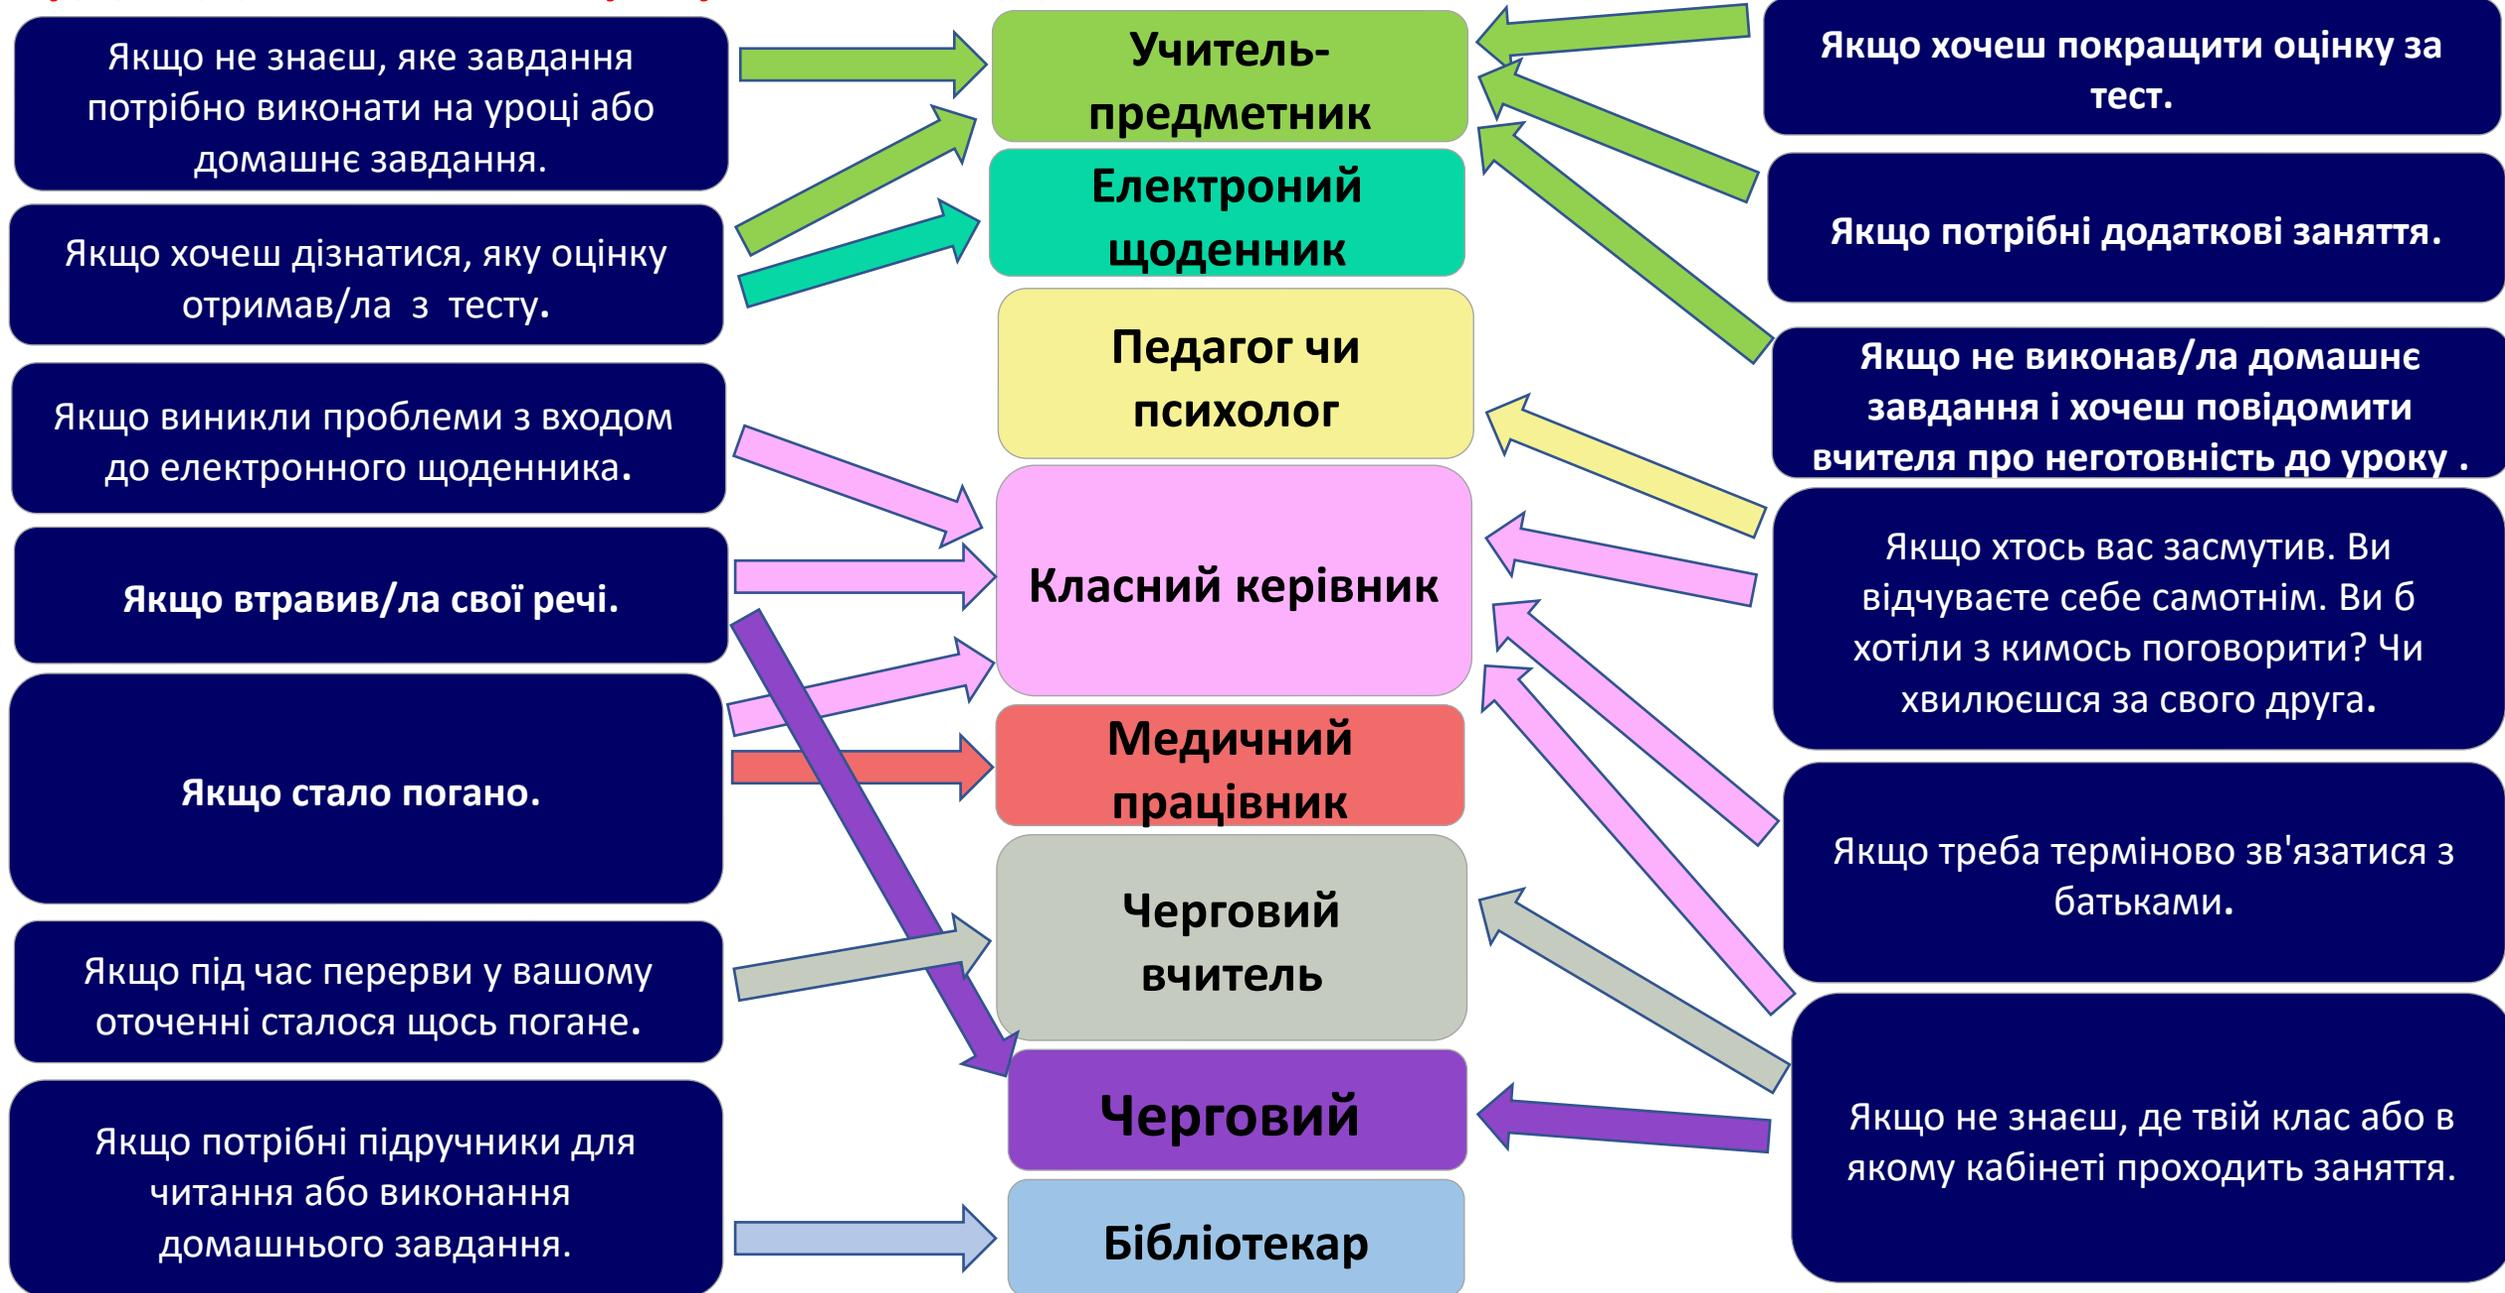 Якщо не знаєш, яке завдання
потрібно виконати на уроці або
домашнє завдання.
Якщо хочеш дізнатися, яку оцінку
отримав/ла з тесту.
Якщо виникли проблеми з входом
до електронного щоденника.
Якщо втравив/ла свої речі.
Якщо стало погано.
Якщо під час перерви у вашому
оточенні сталося щось погане.
Якщо потрібні підручники для
читання або виконання
домашнього завдання.
Учитель-
предметник
Електроний
щоденник
Педагог чи
психолог
Класний керівник
Медичний
працівник
Черговий
вчитель
Черговий
Бібліотекар
Якщо хочеш покращити оцінку за
тест.
Якщо потрібні додаткові заняття.
Якщо не виконав/ла домашнє
завдання і хочеш повідомити
вчителя про неготовність до уроку .
Якщо хтось вас засмутив. Ви
відчуваєте себе самотнім. Ви б
хотіли з кимось поговорити? Чи
хвилюєшся за свого друга.
Якщо треба терміново зв'язатися з
батьками.
Якщо не знаєш, де твій клас або в
якому кабінеті проходить заняття.